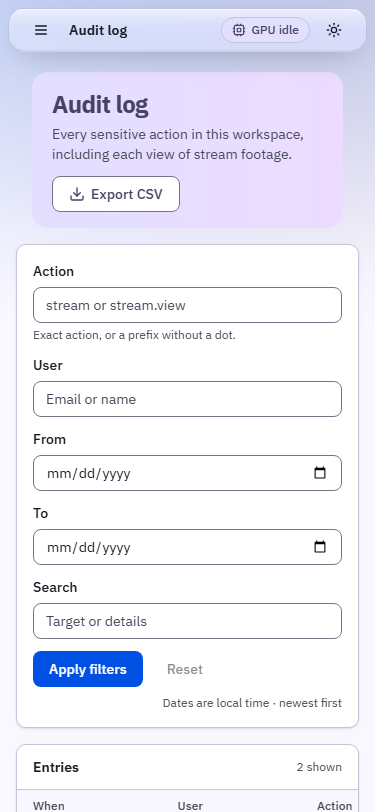 Audit log
GPU idle
Audit log
Every sensitive action in this workspace,
including each view of stream footage.
Export CSV
Action
stream or stream.view
Exact action, or a prefix without a dot.
User
Email or name
From
mm/dd/yyyy
To
mm/dd/yyyy
Search
Target or details
Apply filters
Reset
Dates are local time · newest first
Entries
2 shown
When
User
Action